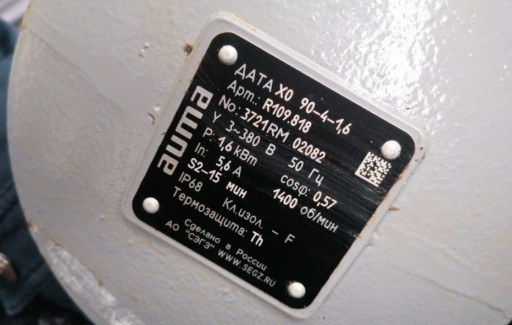 auma
ДАТА XO 90-4-1,6
Арт.: R109.818
No: 3721RM 02082
У 3~380 В 50 Гц
P: 1,6 кВт cosφ: 0,57
In: 5,6 А 1400 об/мин
S2-15 мин
IP68 Кл.изол. - F
Термозащита: Th
Сделано в России
АО "СЭГЗ" WWW.SEGZ.RU